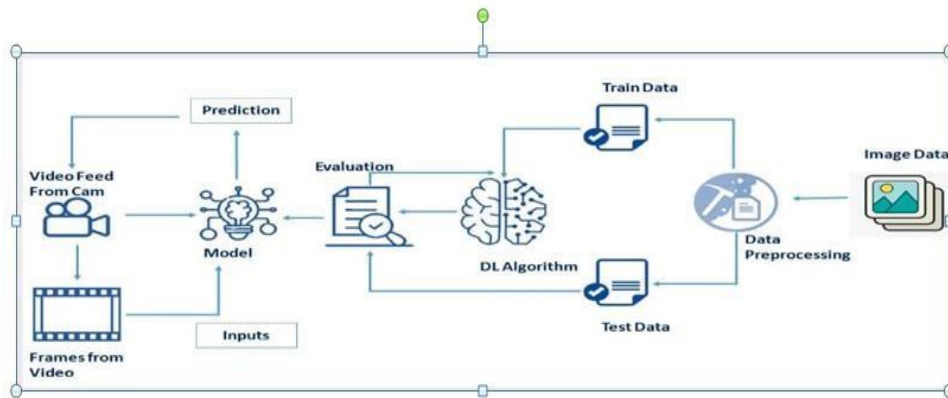 Prediction
Video Feed
From Cam
Model
Inputs
Frames from
Video
Evaluation
DL Algorithm
Train Data
Test Data
Data
Preprocessing
Image Data